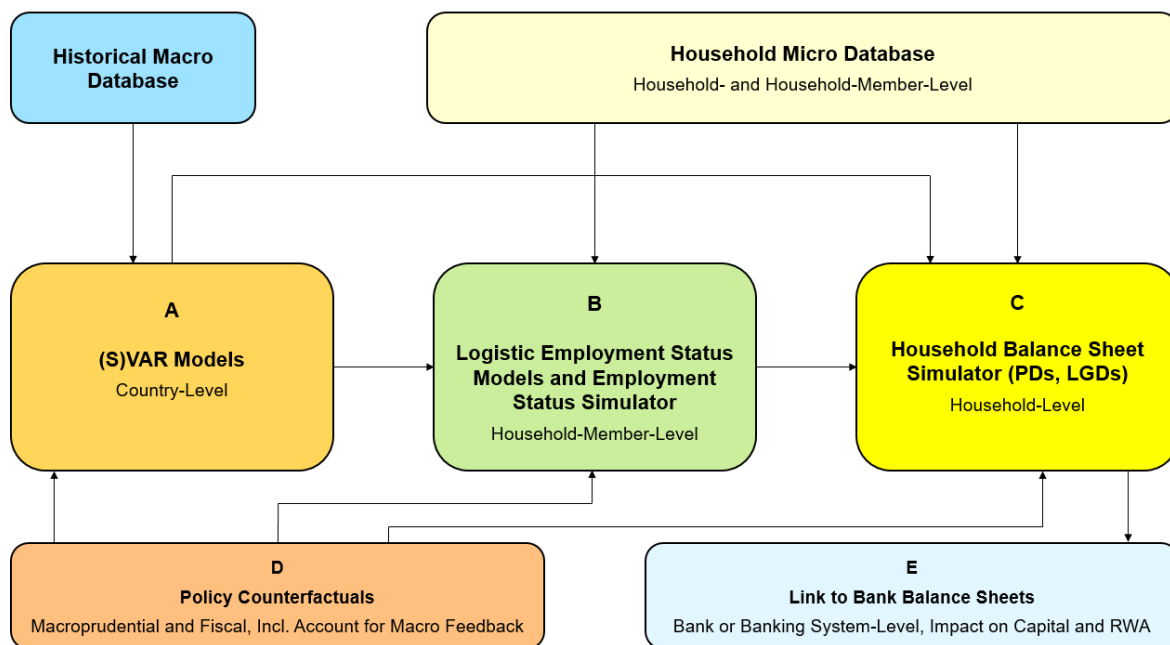 Historical Macro
Database
Household Micro Database
Household- and Household-Member-Level
A
(S)VAR Models
Country-Level
B
Logistic Employment Status
Models and Employment
Status Simulator
Household-Member-Level
C
Household Balance Sheet
Simulator (PDs, LGDs)
Household-Level
D
Policy Counterfactuals
Macroprudential and Fiscal, Incl. Account for Macro Feedback
E
Link to Bank Balance Sheets
Bank or Banking System-Level, Impact on Capital and RWA